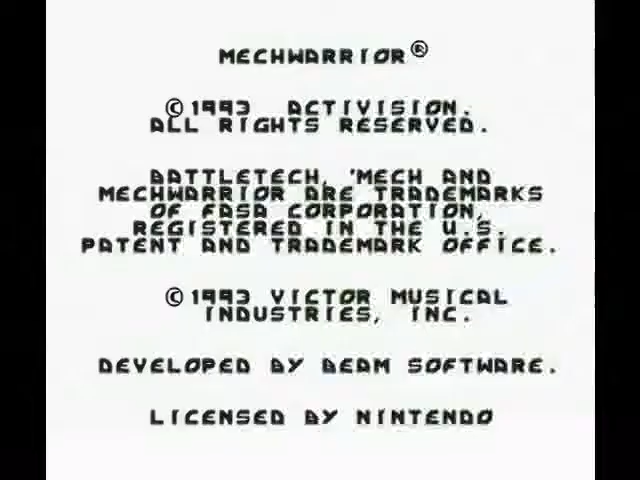 MECHWARRIOR®
© 1993 ACTIVISION.
ALL RIGHTS RESERVED.
BATTLETECH, 'MECH AND
MECHWARRIOR ARE TRADEMARKS
OF FASA CORPORATION,
REGISTERED IN THE U.S.
PATENT AND TRADEMARK OFFICE.
© 1993 VICTOR MUSICAL
INDUSTRIES, INC.
DEVELOPED BY BEAM SOFTWARE.
LICENSED BY NINTENDO